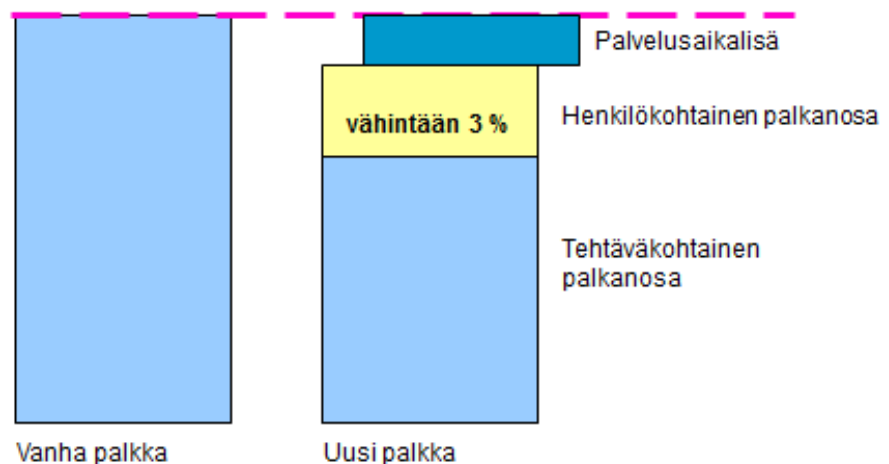 Palvelusaikalisä
vähintään 3 %
Henkilökohtainen palkanosa
Tehtäväkohtainen
palkanosa
Vanha palkka
Uusi palkka